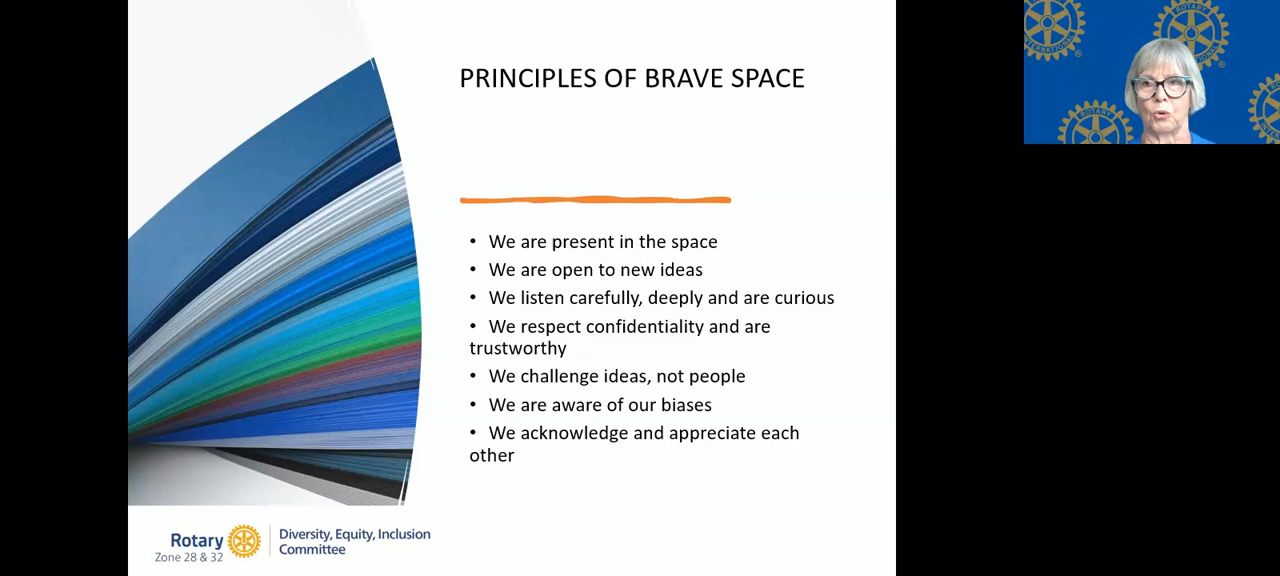 PRINCIPLES OF BRAVE SPACE
• We are present in the space
• We are open to new ideas
• We listen carefully, deeply and are curious
• We respect confidentiality and are
trustworthy
• We challenge ideas, not people
• We are aware of our biases
• We acknowledge and appreciate each
other
Rotary
Zone 28 & 32
Diversity, Equity, Inclusion
Committee
ROTARY
INTERNATIONAL